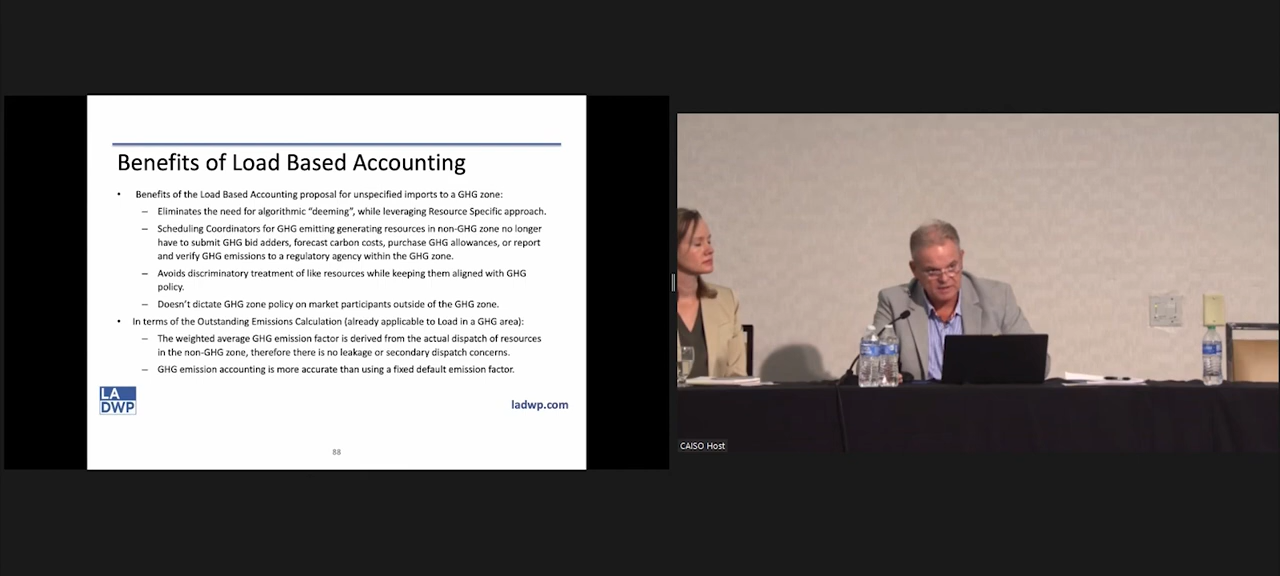 Benefits of Load Based Accounting
• Benefits of the Load Based Accounting proposal for unspecified imports to a GHG zone:
– Eliminates the need for algorithmic “deeming”, while leveraging Resource Specific approach.
– Scheduling Coordinators for GHG emitting generating resources in non-GHG zone no longer
have to submit GHG bid adders, forecast carbon costs, purchase GHG allowances, or report
and verify GHG emissions to a regulatory agency within the GHG zone.
– Avoids discriminatory treatment of like resources while keeping them aligned with GHG
policy.
– Doesn’t dictate GHG zone policy on market participants outside of the GHG zone.
• In terms of the Outstanding Emissions Calculation (already applicable to Load in a GHG area):
– The weighted average GHG emission factor is derived from the actual dispatch of resources
in the non-GHG zone, therefore there is no leakage or secondary dispatch concerns.
– GHG emission accounting is more accurate than using a fixed default emission factor.
LA
DWP
ladwp.com
88
CAISO Host